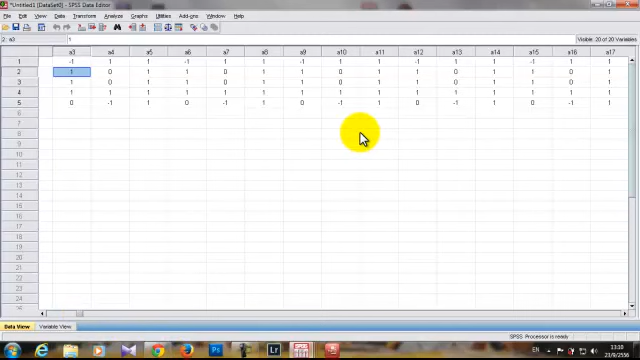 *Untitled1 [DataSet0] - SPSS Data Editor
File Edit View Data Transform Analyze Graphs Utilities Add-ons Window Help
2: a3 1 Visible: 20 of 20 Variables
a3 a4 a5 a6 a7 a8 a9 a10 a11 a12 a13 a14 a15 a16 a17
1 -1 1 1 -1 1 1 -1 1 1 -1 1 1 -1 1 1
2 1 0 1 1 0 1 1 0 1 1 0 1 1 0 1
3 1 0 1 1 0 1 1 0 1 1 0 1 1 0 1
4 1 1 1 1 1 1 1 1 1 1 1 1 1 1 1
5 0 -1 1 0 -1 1 0 -1 1 0 -1 1 0 -1 1
6
7
8
9
10
11
12
13
14
15
16
17
18
19
20
21
22
23
24
Data View Variable View
SPSS Processor is ready
Ps Lr EN 13:10